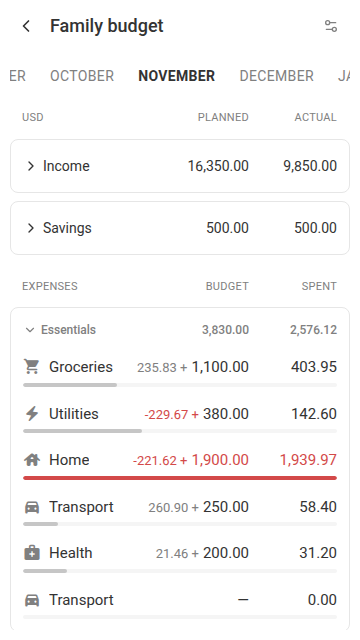 Family budget
ER OCTOBER NOVEMBER DECEMBER JA
USD PLANNED ACTUAL
Income 16,350.00 9,850.00
Savings 500.00 500.00
EXPENSES BUDGET SPENT
Essentials 3,830.00 2,576.12
Groceries 235.83 + 1,100.00 403.95
Utilities -229.67 + 380.00 142.60
Home -221.62 + 1,900.00 1,939.97
Transport 260.90 + 250.00 58.40
Health 21.46 + 200.00 31.20
Transport — 0.00